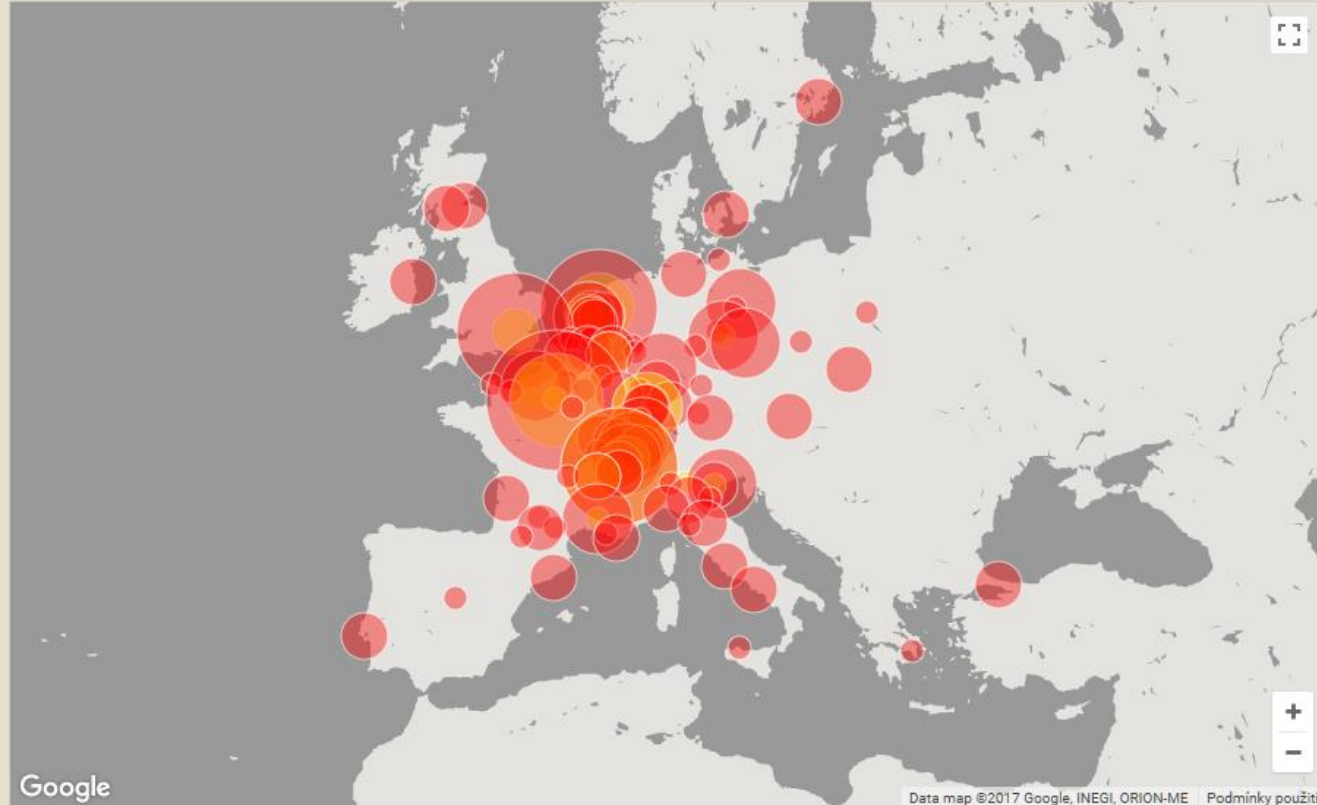 +
−
Google
Data map ©2017 Google, INEGI, ORION-ME Podmínky použití